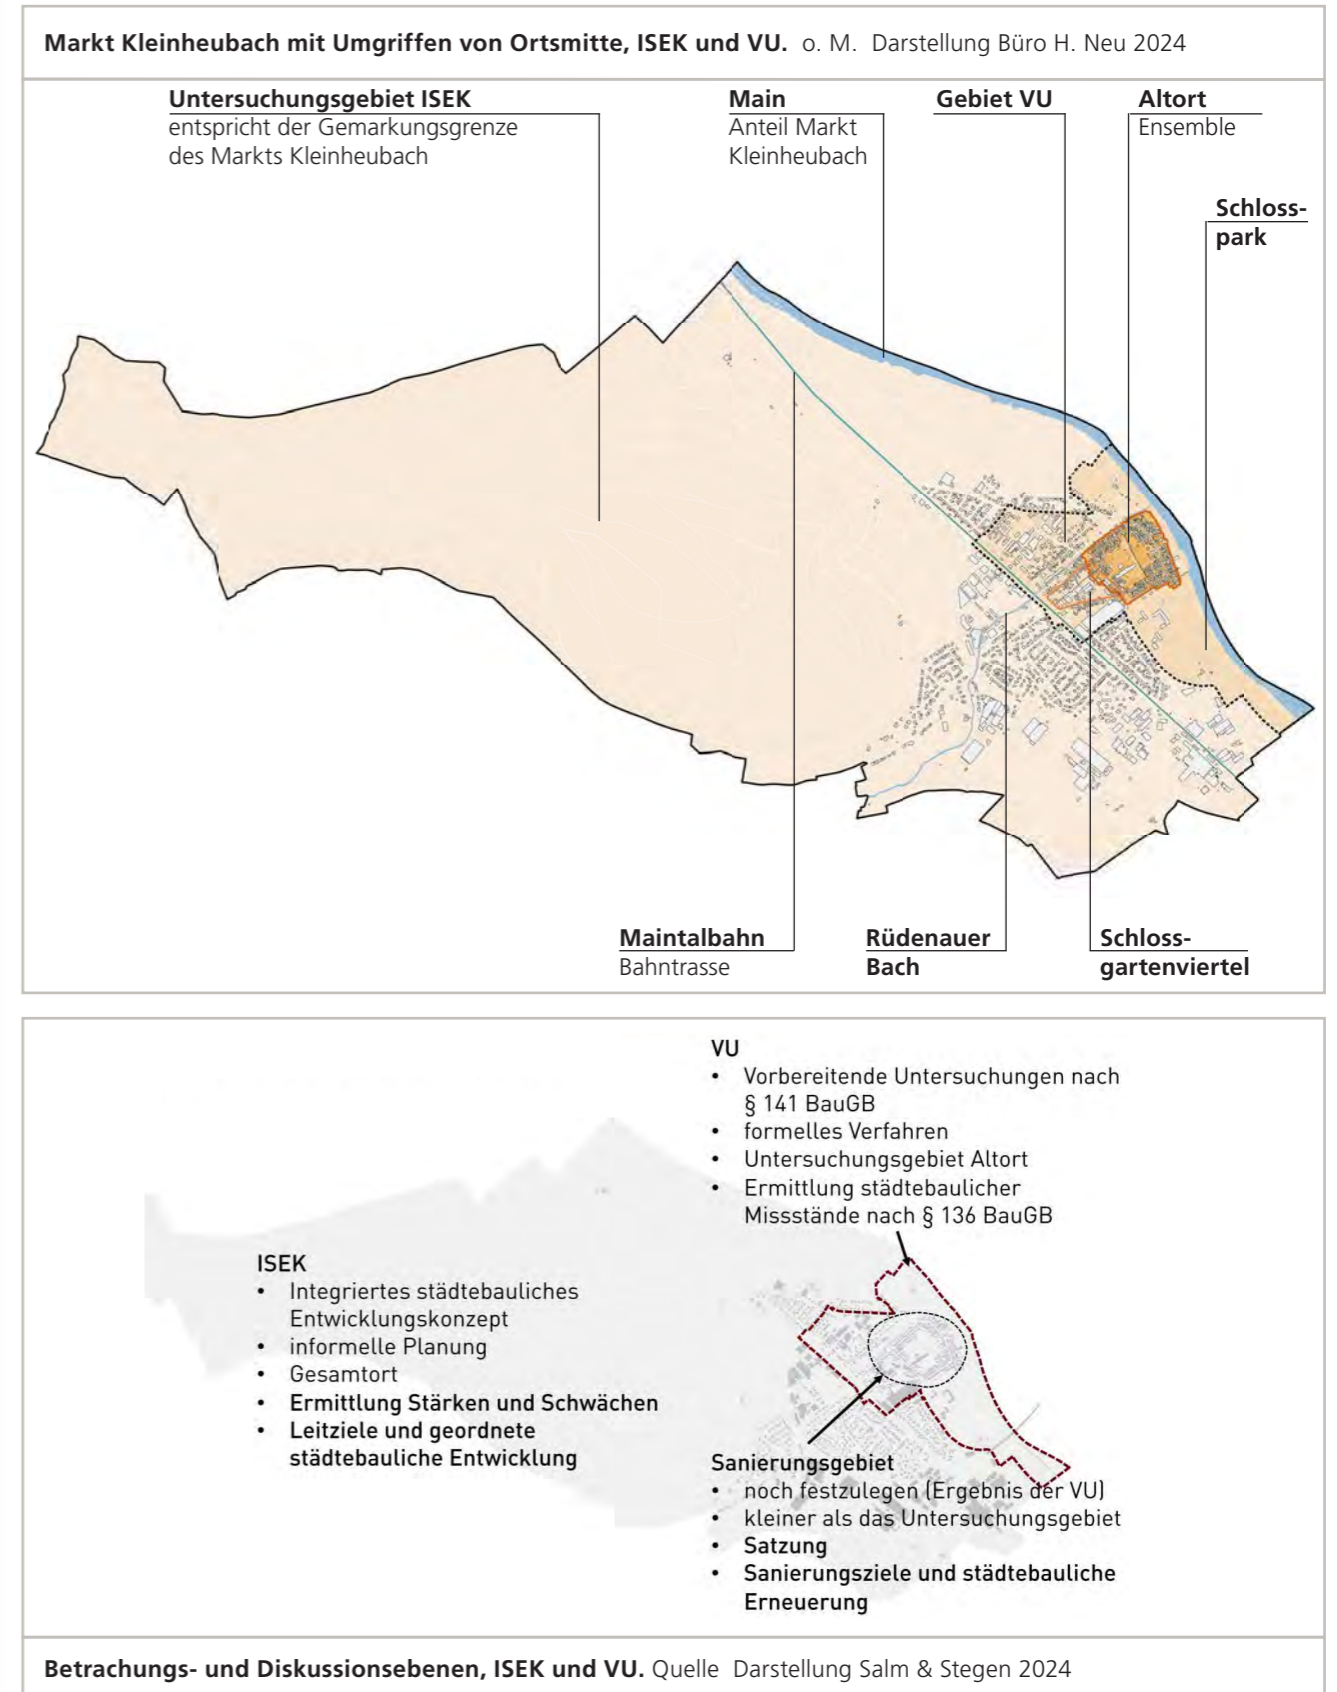 Markt Kleinheubach mit Umgriffen von Ortsmitte, ISEK und VU. o. M. Darstellung Büro H. Neu 2024
Untersuchungsgebiet ISEK
entspricht der Gemarkungsgrenze
des Markts Kleinheubach
Main
Anteil Markt
Kleinheubach
Gebiet VU
Altort
Ensemble
Schloss-
park
Maintalbahn
Bahntrasse
Rüdenauer
Bach
Schloss-
gartenviertel
VU
• Vorbereitende Untersuchungen nach
§ 141 BauGB
• formelles Verfahren
• Untersuchungsgebiet Altort
• Ermittlung städtebaulicher
Missstände nach § 136 BauGB
ISEK
• Integriertes städtebauliches
Entwicklungskonzept
• informelle Planung
• Gesamtort
• Ermittlung Stärken und Schwächen
• Leitziele und geordnete
städtebauliche Entwicklung
Sanierungsgebiet
• noch festzulegen (Ergebnis der VU)
• kleiner als das Untersuchungsgebiet
• Satzung
• Sanierungsziele und städtebauliche
Erneuerung
Betrachungs- und Diskussionsebenen, ISEK und VU. Quelle Darstellung Salm & Stegen 2024